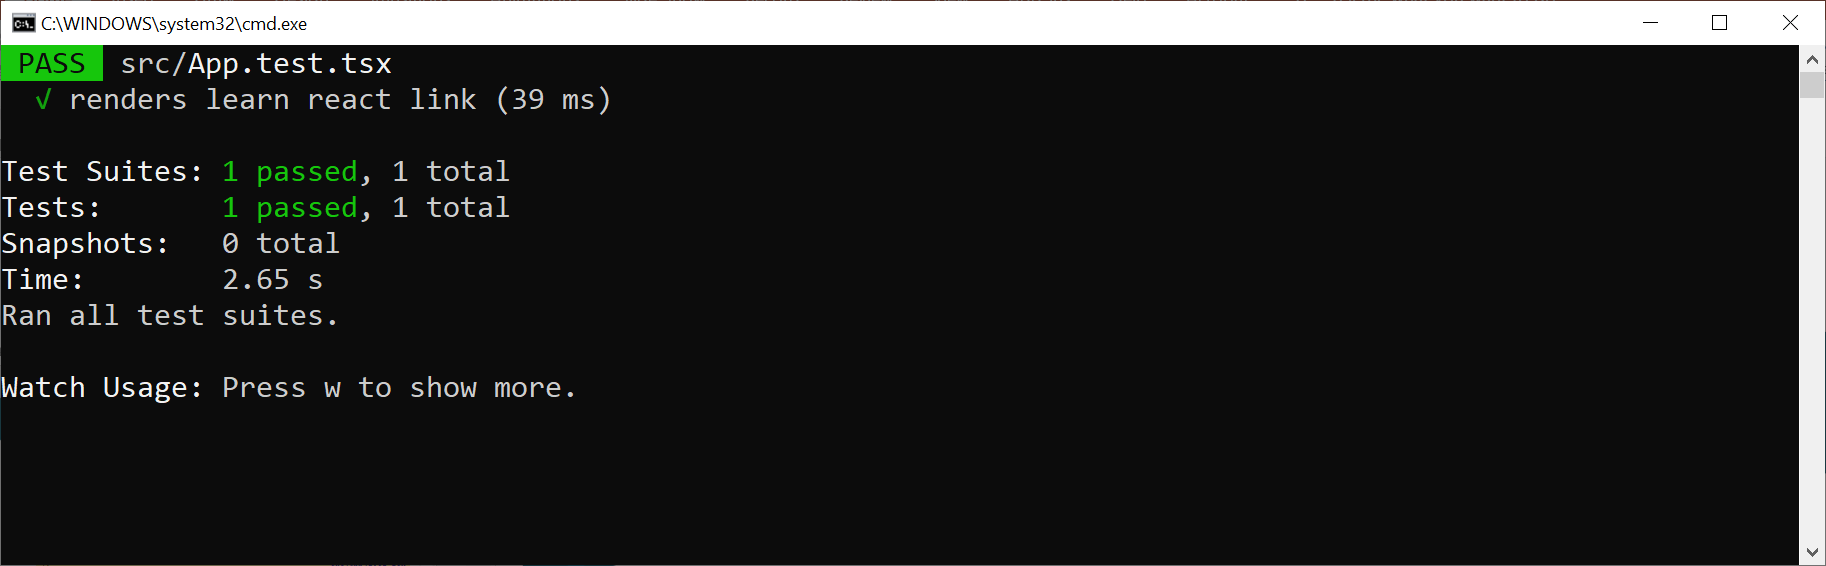 C:\WINDOWS\system32\cmd.exe
PASS src/App.test.tsx
√ renders learn react link (39 ms)
Test Suites: 1 passed, 1 total
Tests: 1 passed, 1 total
Snapshots: 0 total
Time: 2.65 s
Ran all test suites.
Watch Usage: Press w to show more.